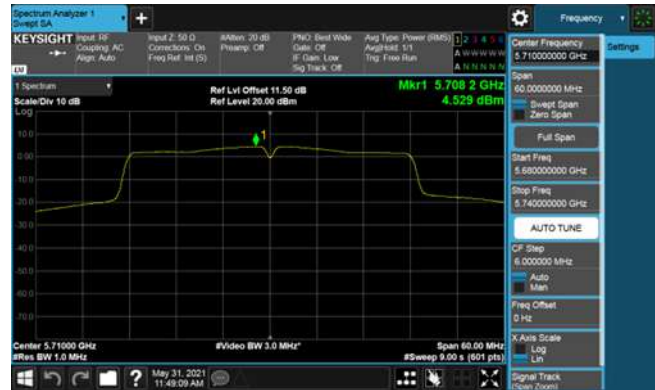 Spectrum Analyzer 1
Swept SA
+
Frequency
KEYSIGHT
Input: RF
Coupling: AC
Align: Auto
Input Z: 50 Ω
Corrections: On
Freq Ref: Int (S)
#Atten: 20 dB
Preamp: Off
PNO: Best Wide
Gate: Off
IF Gain: Low
Sig Track: Off
Avg Type: Power (RMS)
Avg|Hold: 1/1
Trig: Free Run
1 2 3 4 5 6
A W W W W W
A N N N N N
1 Spectrum
Scale/Div 10 dB
Log
Ref Lvl Offset 11.50 dB
Ref Level 20.00 dBm
Mkr1 5.708 2 GHz
4.529 dBm
1
10.0
0.00
-10.0
-20.0
-30.0
-40.0
-50.0
-60.0
-70.0
Center 5.71000 GHz
#Res BW 1.0 MHz
#Video BW 3.0 MHz*
Span 60.00 MHz
#Sweep 9.00 s (601 pts)
May 31, 2021
11:49:09 AM
Center Frequency
5.710000000 GHz
Settings
Span
60.0000000 MHz
Swept Span
Zero Span
Full Span
Start Freq
5.680000000 GHz
Stop Freq
5.740000000 GHz
AUTO TUNE
CF Step
6.000000 MHz
Auto
Man
Freq Offset
0 Hz
X Axis Scale
Log
Lin
Signal Track
(Span Zoom)